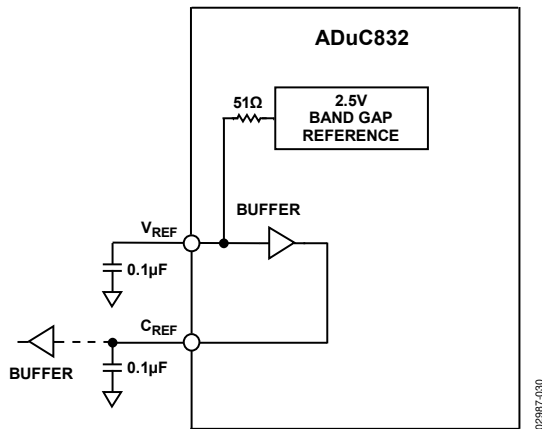 ADuC832
51Ω
2.5V
BAND GAP
REFERENCE
BUFFER
VREF
0.1µF
CREF
0.1µF
BUFFER
02987-030